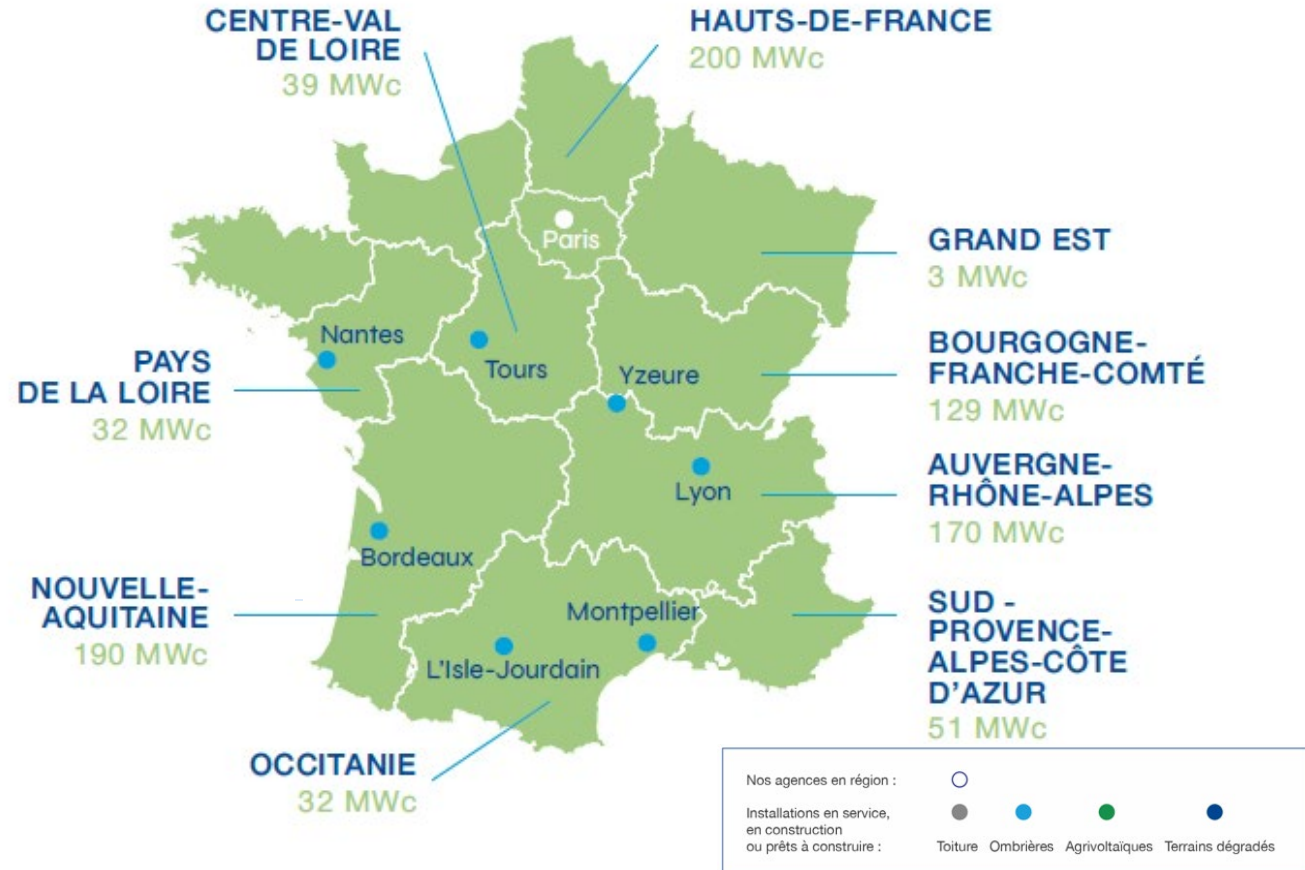 CENTRE-VAL
DE LOIRE
39 MWc
HAUTS-DE-FRANCE
200 MWc
Paris
GRAND EST
3 MWc
Nantes
Tours
Yzeure
PAYS
DE LA LOIRE
32 MWc
BOURGOGNE-
FRANCHE-COMTÉ
129 MWc
Lyon
AUVERGNE-
RHÔNE-ALPES
170 MWc
Bordeaux
NOUVELLE-
AQUITAINE
190 MWc
Montpellier
L'Isle-Jourdain
SUD -
PROVENCE-
ALPES-CÔTE
D'AZUR
51 MWc
OCCITANIE
32 MWc
Nos agences en région :
Installations en service,
en construction
ou prêts à construire :
Toiture Ombrières Agrivoltaïques Terrains dégradés